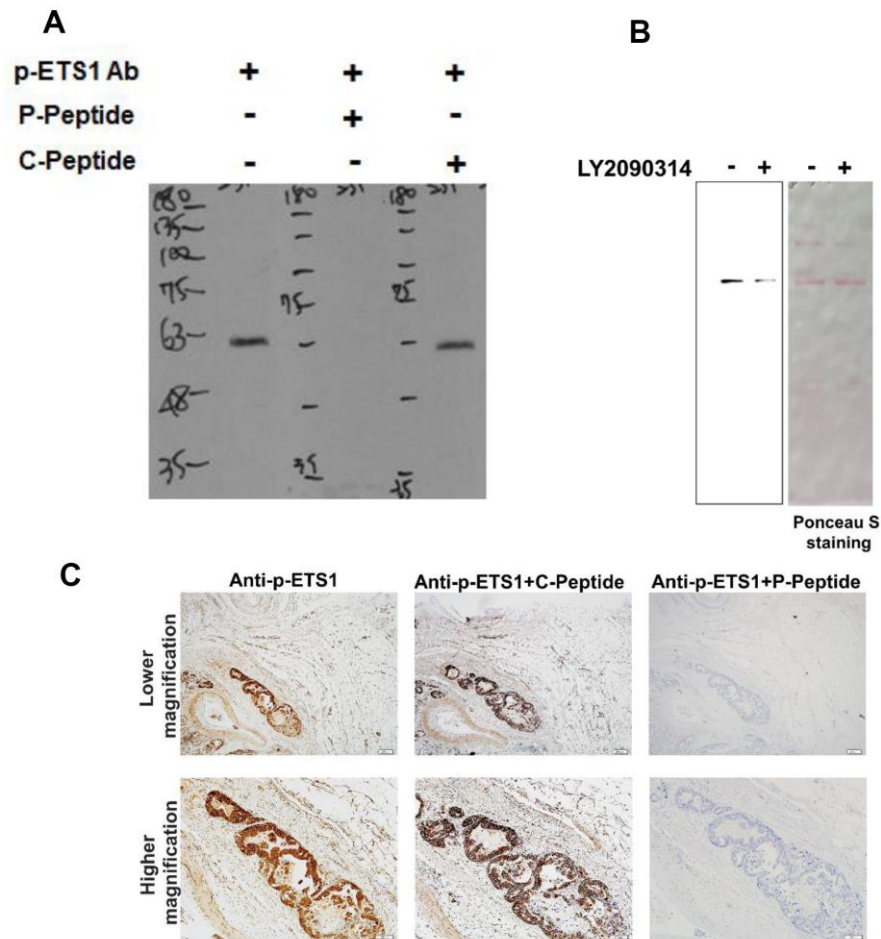 A
p-ETS1 Ab + + +
P-Peptide - + -
C-Peptide - - +
180 180 180
135
100
75 75 75
63
48
35 35 35
B
LY2090314 - + - +
Ponceau S
staining
C
Anti-p-ETS1 Anti-p-ETS1+C-Peptide Anti-p-ETS1+P-Peptide
Lower
magnification
Higher
magnification